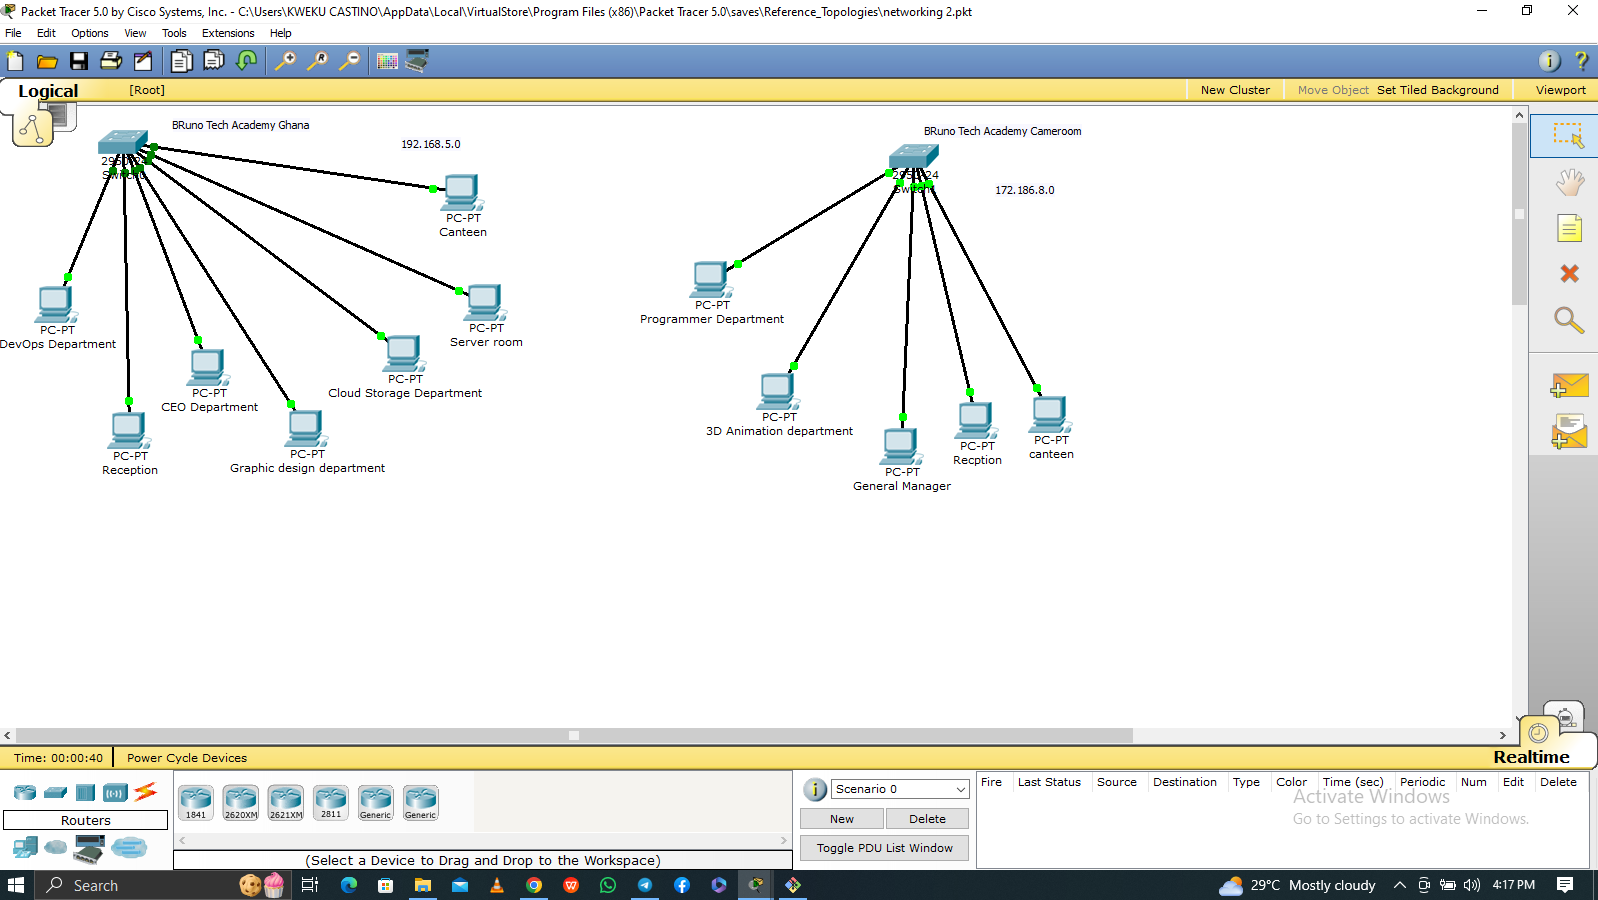 Packet Tracer 5.0 by Cisco Systems, Inc. - C:\Users\KWEKU CASTINO\AppData\Local\VirtualStore\Program Files (x86)\Packet Tracer 5.0\saves\Reference_Topologies\networking 2.pkt
File Edit Options View Tools Extensions Help
Logical [Root] New Cluster Move Object Set Tiled Background Viewport
BRuno Tech Academy Ghana
192.168.5.0
PC-PT
Canteen
PC-PT
DevOps Department
PC-PT
Server room
PC-PT
CEO Department
PC-PT
Cloud Storage Department
PC-PT
Reception
PC-PT
Graphic design department
BRuno Tech Academy Cameroom
172.186.8.0
PC-PT
Programmer Department
PC-PT
3D Animation department
PC-PT
General Manager
PC-PT
Recption
PC-PT
canteen
Time: 00:00:40 Power Cycle Devices
Realtime
Routers
1841 2620XM 2621XM 2811 Generic Generic
(Select a Device to Drag and Drop to the Workspace)
Scenario 0
New Delete
Toggle PDU List Window
Fire Last Status Source Destination Type Color Time (sec) Periodic Num Edit Delete
Activate Windows
Go to Settings to activate Windows.
Search
29°C Mostly cloudy
4:17 PM